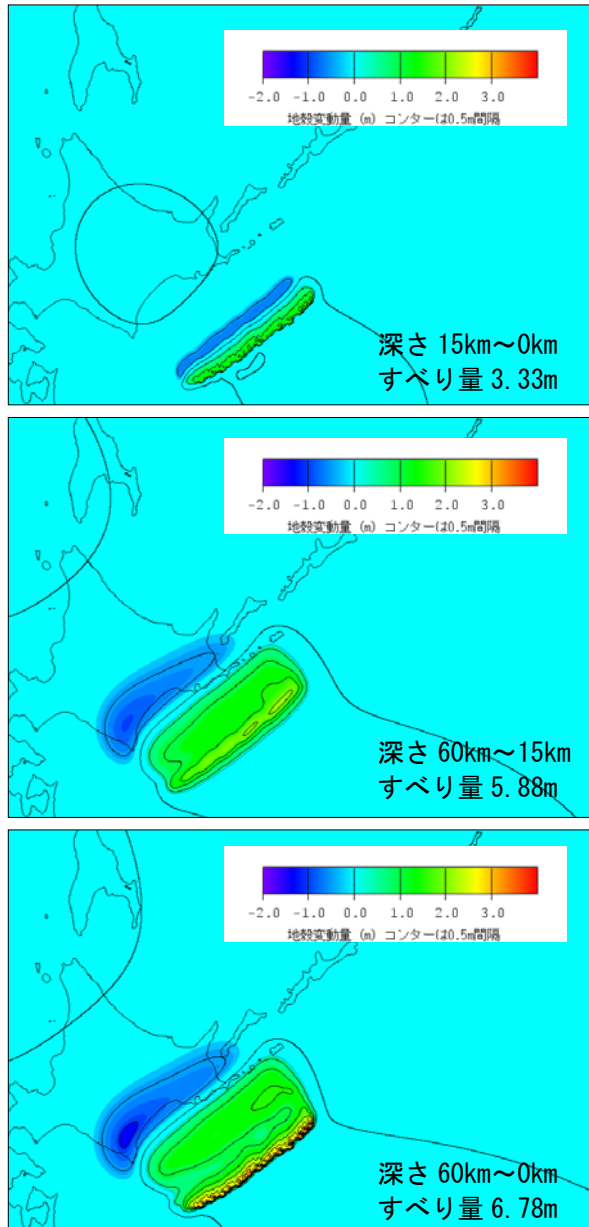 -2.0 -1.0 0.0 1.0 2.0 3.0
地殻変動量 (m) コンターは0.5m間隔
深さ 15km～0km
すべり量 3.33m
-2.0 -1.0 0.0 1.0 2.0 3.0
地殻変動量 (m) コンターは0.5m間隔
深さ 60km～15km
すべり量 5.88m
-2.0 -1.0 0.0 1.0 2.0 3.0
地殻変動量 (m) コンターは0.5m間隔
深さ 60km～0km
すべり量 6.78m